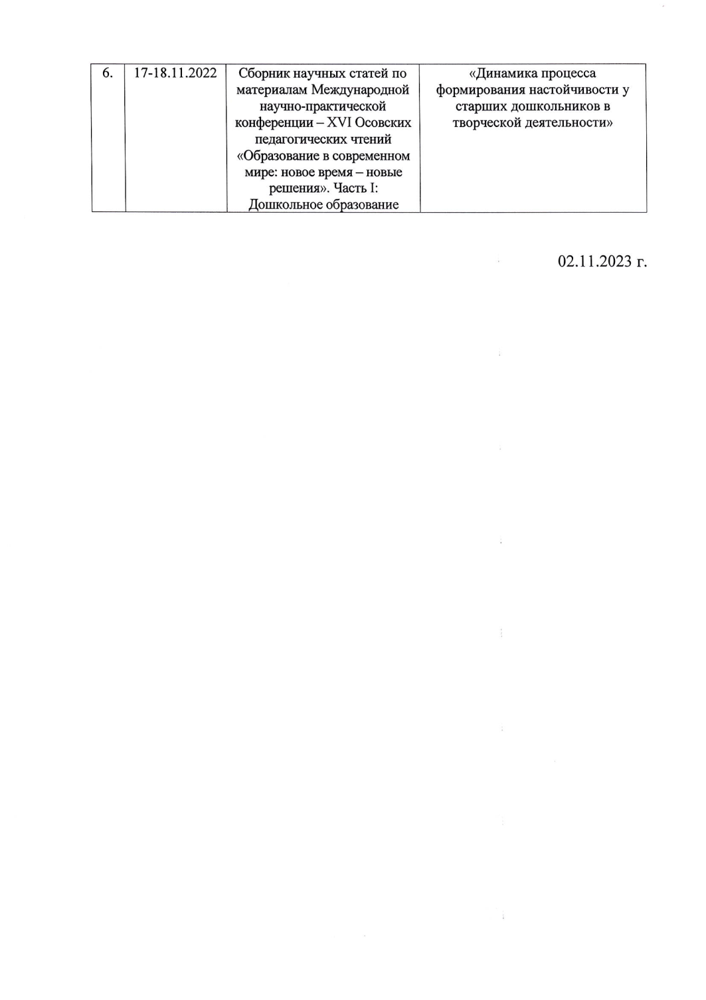 6.
17-18.11.2022
Сборник научных статей по
материалам Международной
научно-практической
конференции – XVI Осовских
педагогических чтений
«Образование в современном
мире: новое время – новые
решения». Часть I:
Дошкольное образование
«Динамика процесса
формирования настойчивости у
старших дошкольников в
творческой деятельности»
02.11.2023 г.